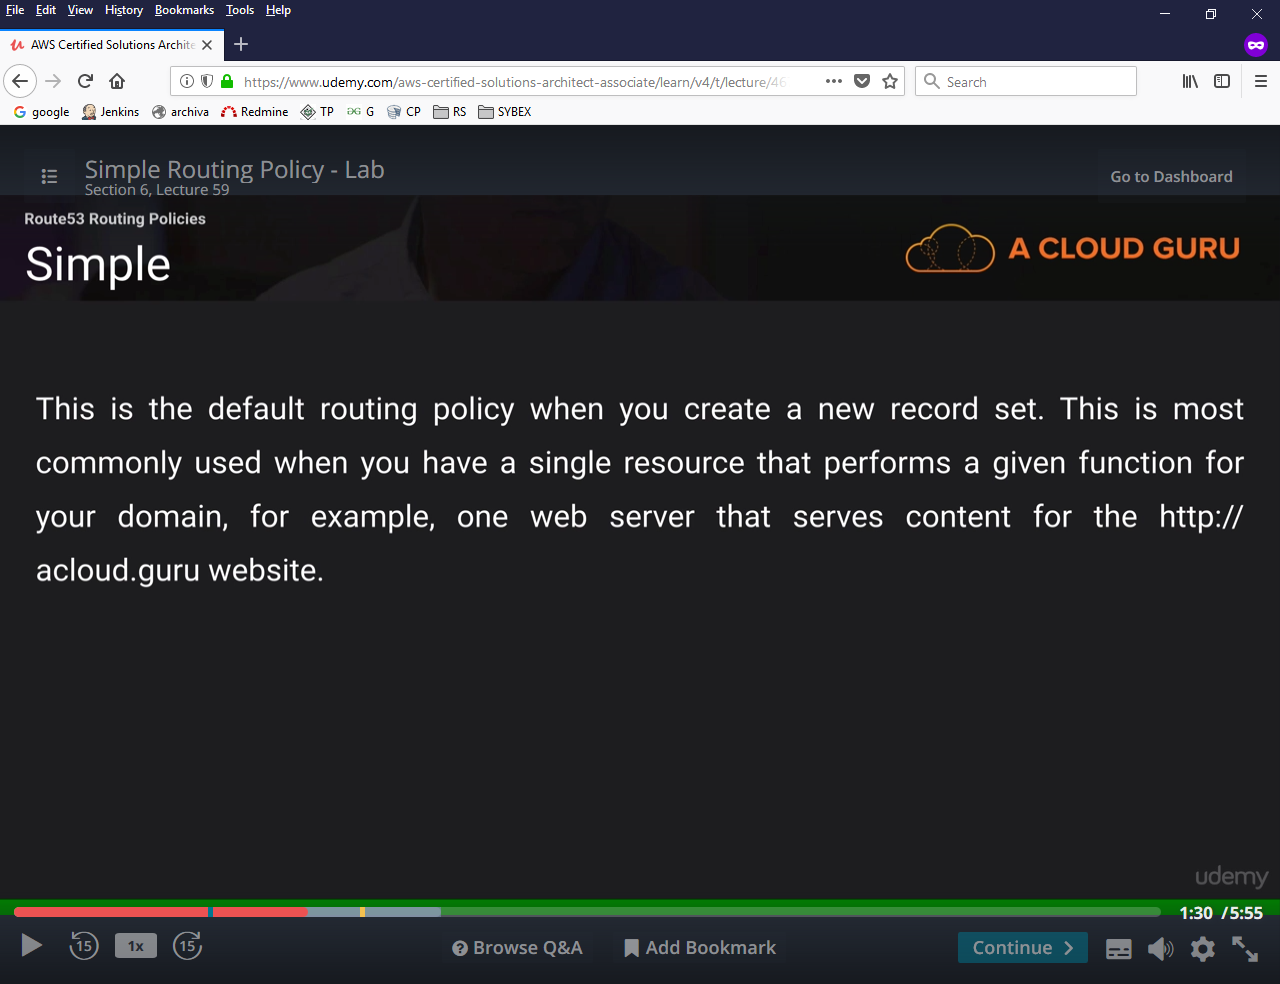 File Edit View History Bookmarks Tools Help
AWS Certified Solutions Archite
https://www.udemy.com/aws-certified-solutions-architect-associate/learn/v4/t/lecture/46
Search
google Jenkins archiva Redmine TP G CP RS SYBEX
Simple Routing Policy - Lab
Section 6, Lecture 59
Go to Dashboard
Route53 Routing Policies
Simple
A CLOUD GURU
This is the default routing policy when you create a new record set. This is most
commonly used when you have a single resource that performs a given function for
your domain, for example, one web server that serves content for the http://
acloud.guru website.
udemy
1:30 / 5:55
15 1x 15 Browse Q&A Add Bookmark Continue